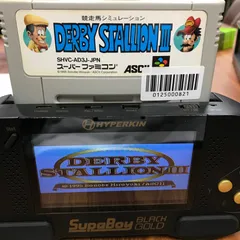 競走馬シミュレーション
DERBY STALLION II
SHVC-AD3J-JPN
スーパーファミコン
ASCII
0125000821
HYPERKIN
DERBY
STALLION III
SupaBoy BLACK
GOLD